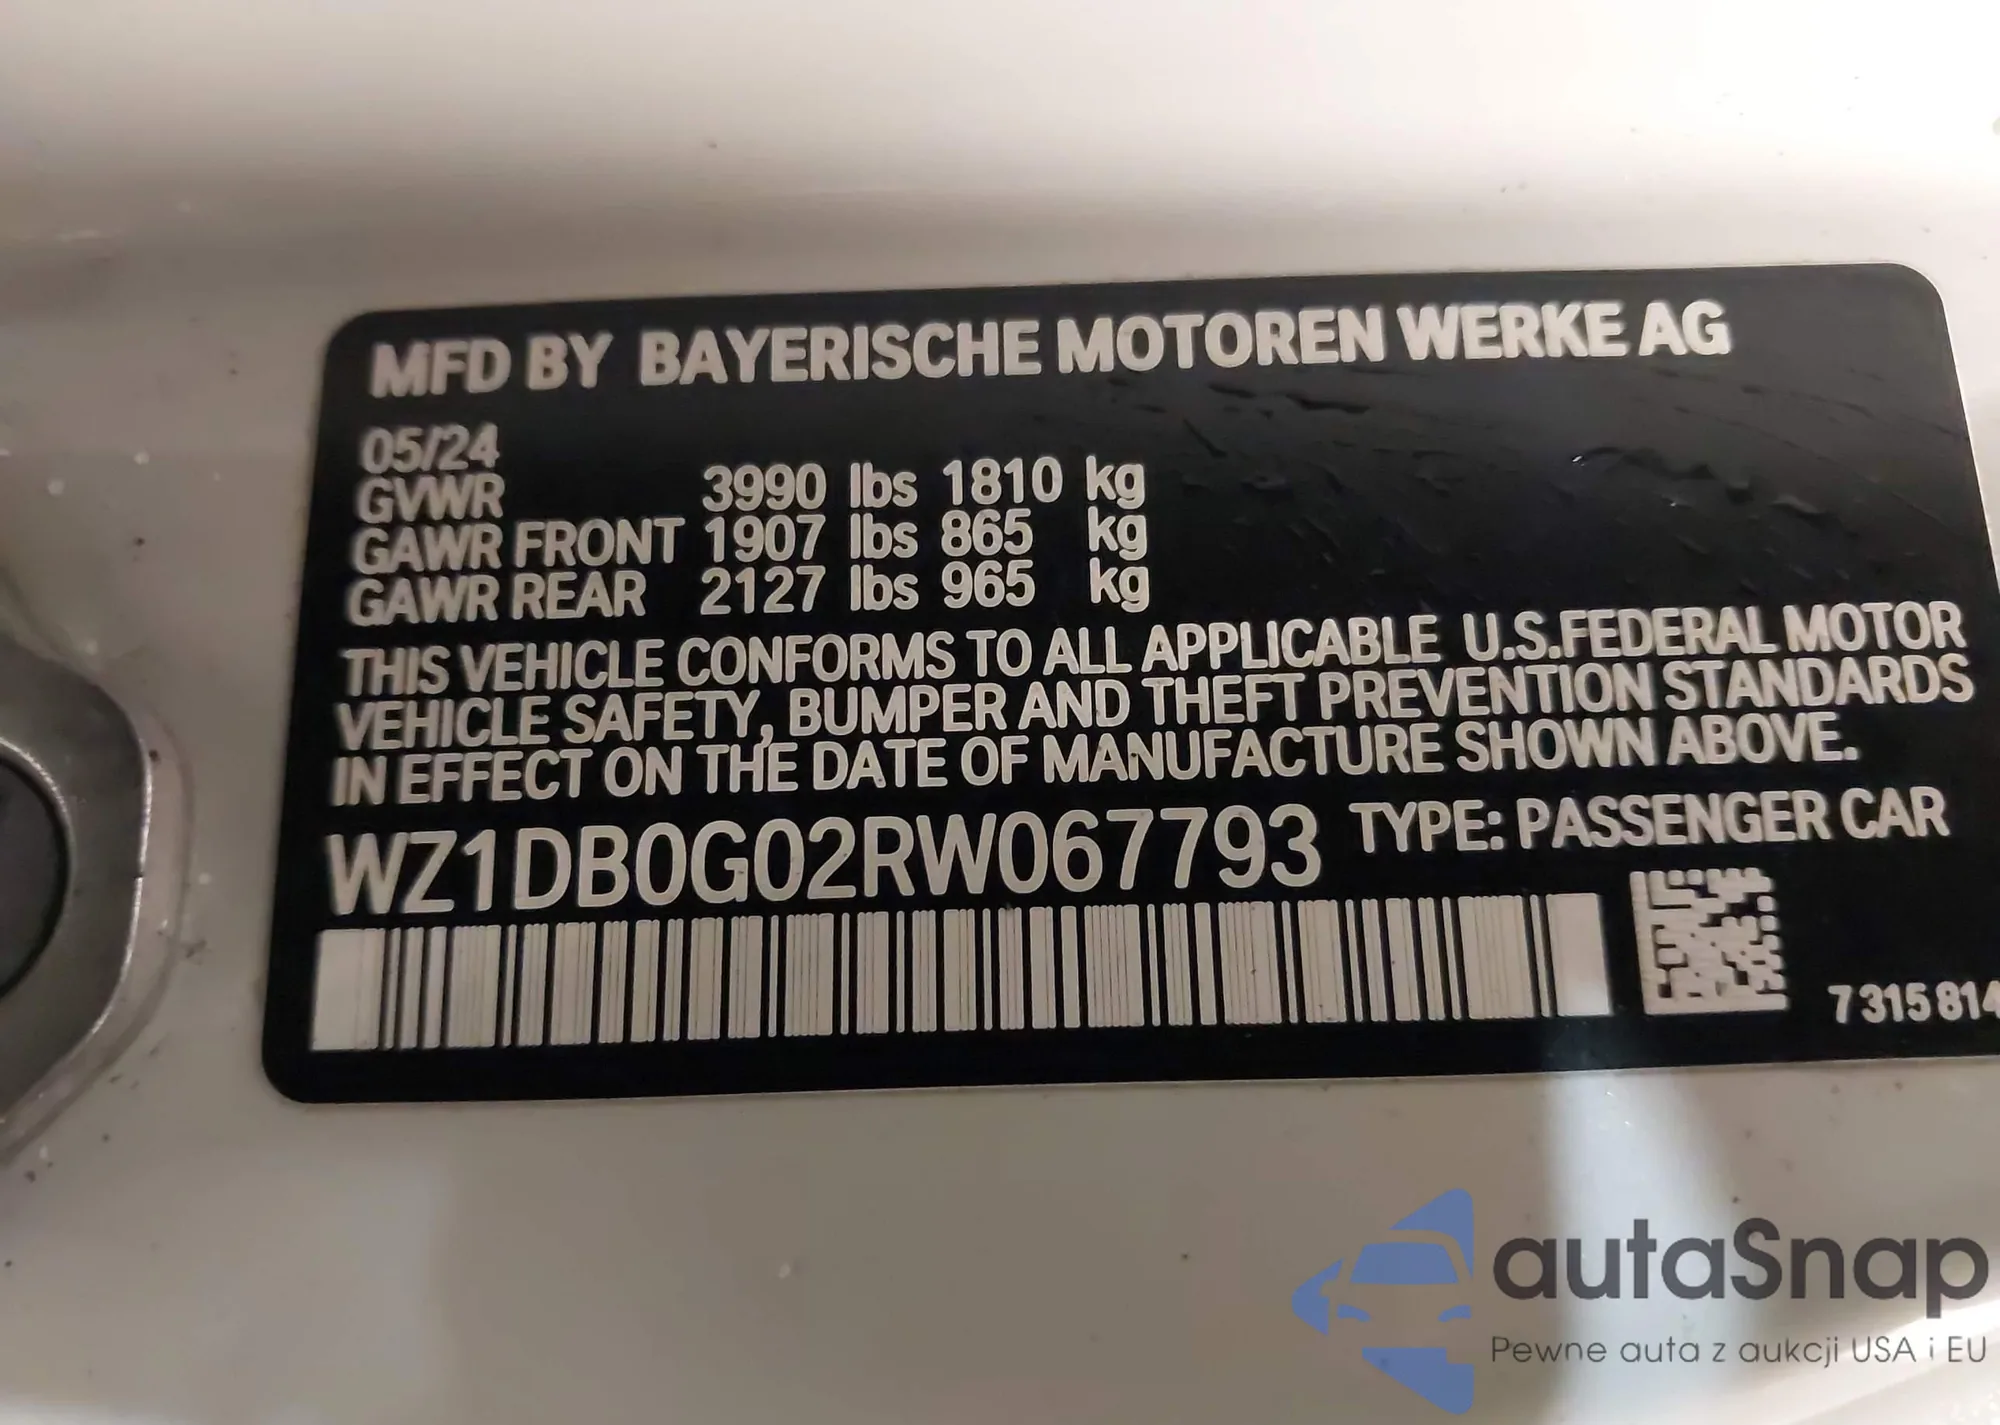 MFD BY BAYERISCHE MOTOREN WERKE AG
05/24
GVWR 3990 lbs 1810 kg
GAWR FRONT 1907 lbs 865 kg
GAWR REAR 2127 lbs 965 kg
THIS VEHICLE CONFORMS TO ALL APPLICABLE U.S.FEDERAL MOTOR
VEHICLE SAFETY, BUMPER AND THEFT PREVENTION STANDARDS
IN EFFECT ON THE DATE OF MANUFACTURE SHOWN ABOVE.
WZ1DB0G02RW067793 TYPE: PASSENGER CAR
7 315 814
autaSnap
Pewne auta z aukcji USA i EU